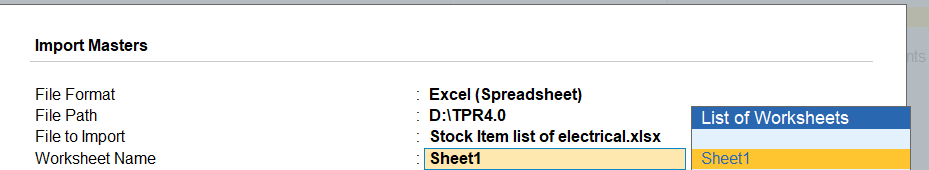 Import Masters
File Format : Excel (Spreadsheet)
File Path : D:\TPR4.0
File to Import : Stock Item list of electrical.xlsx
Worksheet Name : Sheet1
List of Worksheets
Sheet1
nts